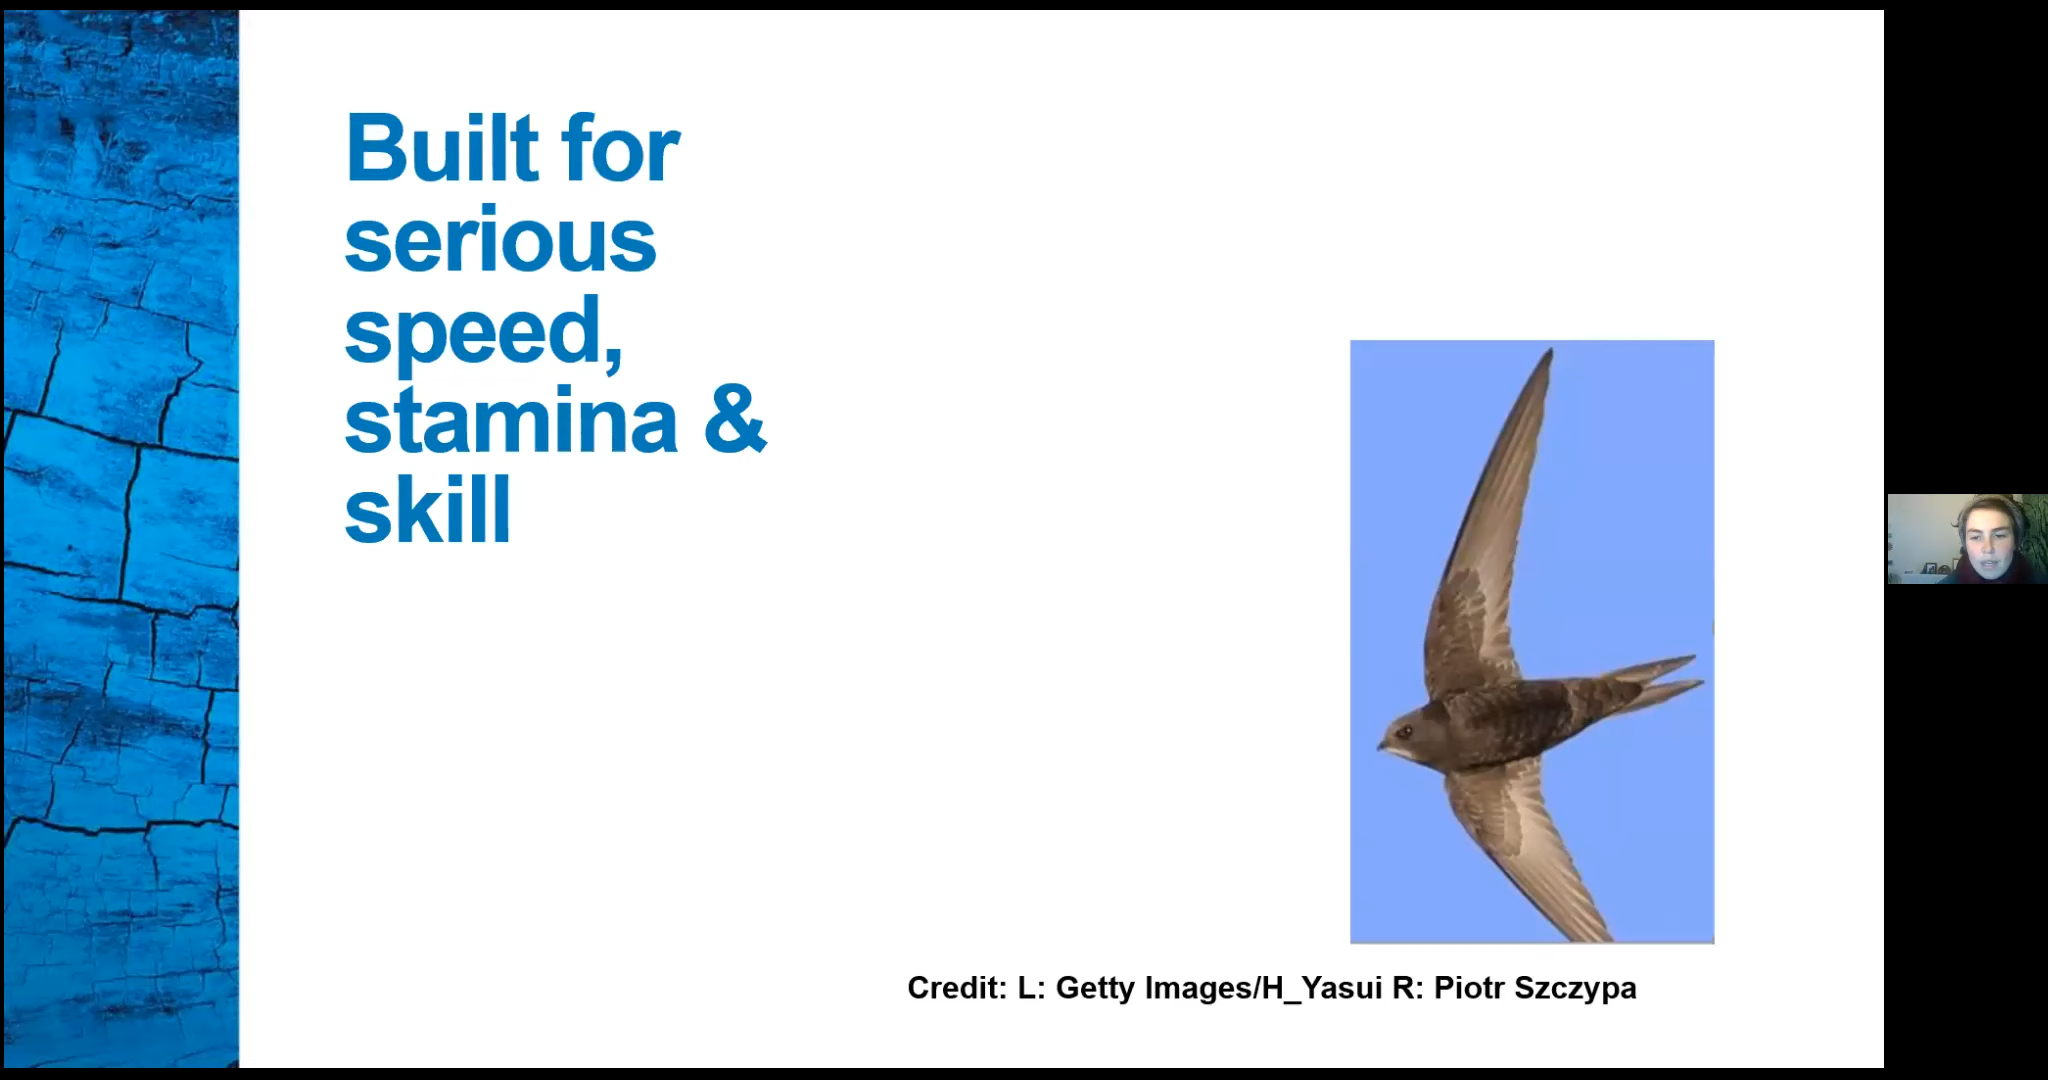 Built for
serious
speed,
stamina &
skill
Credit: L: Getty Images/H_Yasui R: Piotr Szczypa